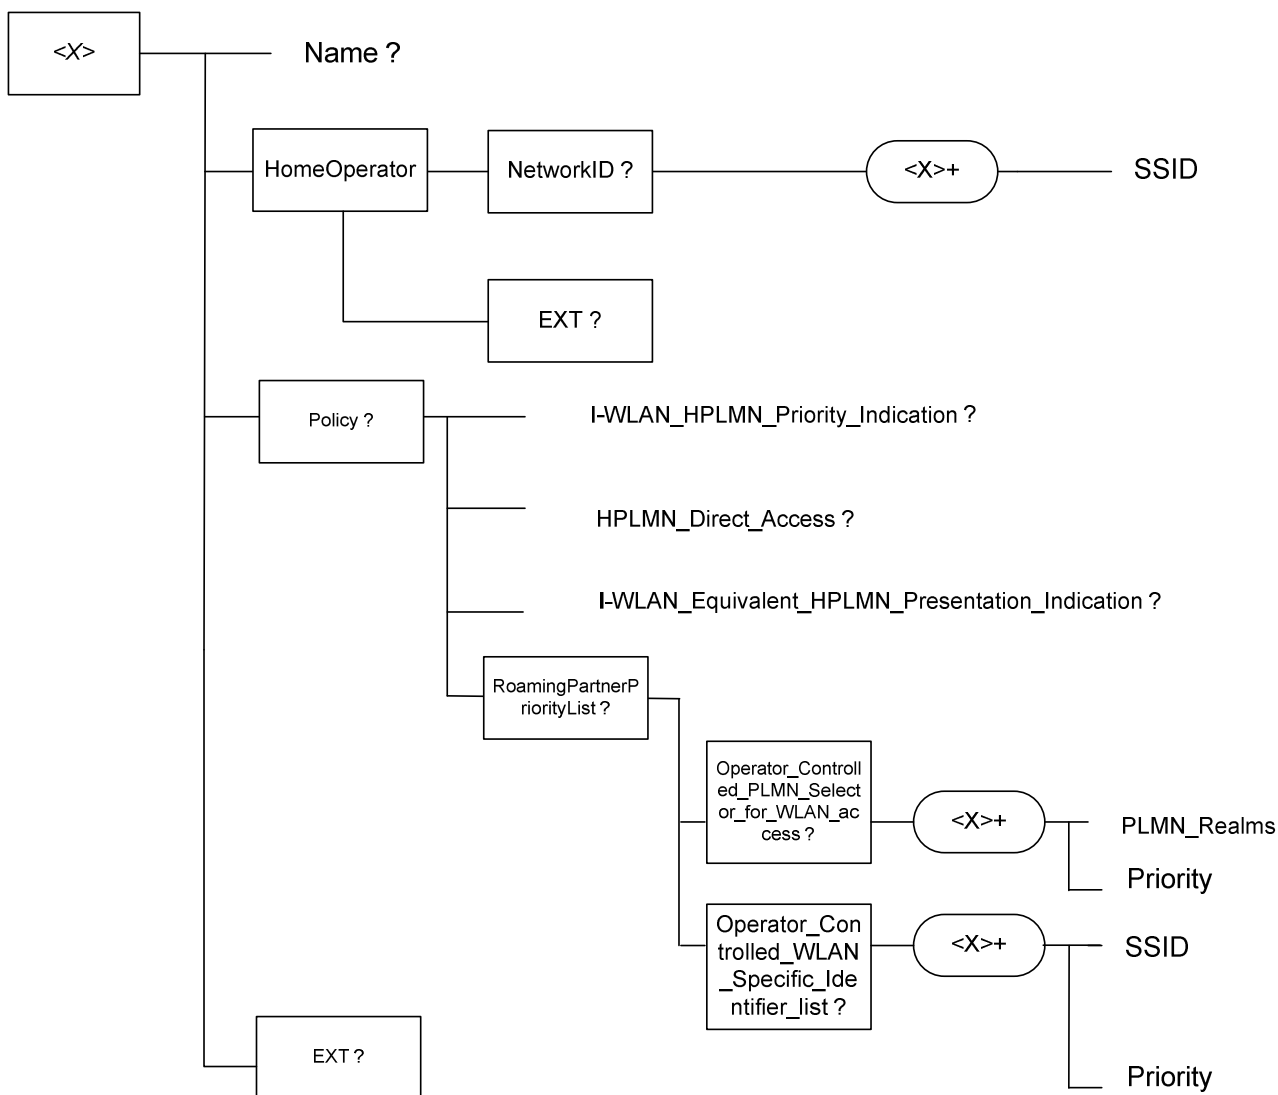 <X>
Name ?
HomeOperator
NetworkID ?
<X>+
SSID
EXT ?
Policy ?
I-WLAN_HPLMN_Priority_Indication ?
HPLMN_Direct_Access ?
I-WLAN_Equivalent_HPLMN_Presentation_Indication ?
RoamingPartnerP
riorityList ?
Operator_Controll
ed_PLMN_Select
or_for_WLAN_ac
cess ?
<X>+
PLMN_Realms
Priority
Operator_Con
trolled_WLAN
_Specific_Ide
ntifier_list ?
<X>+
SSID
Priority
EXT ?